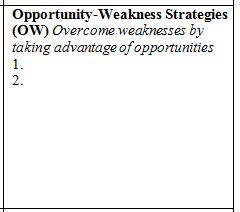 Opportunity-Weakness Strategies
(OW) Overcome weaknesses by
taking advantage of opportunities
1.
2.